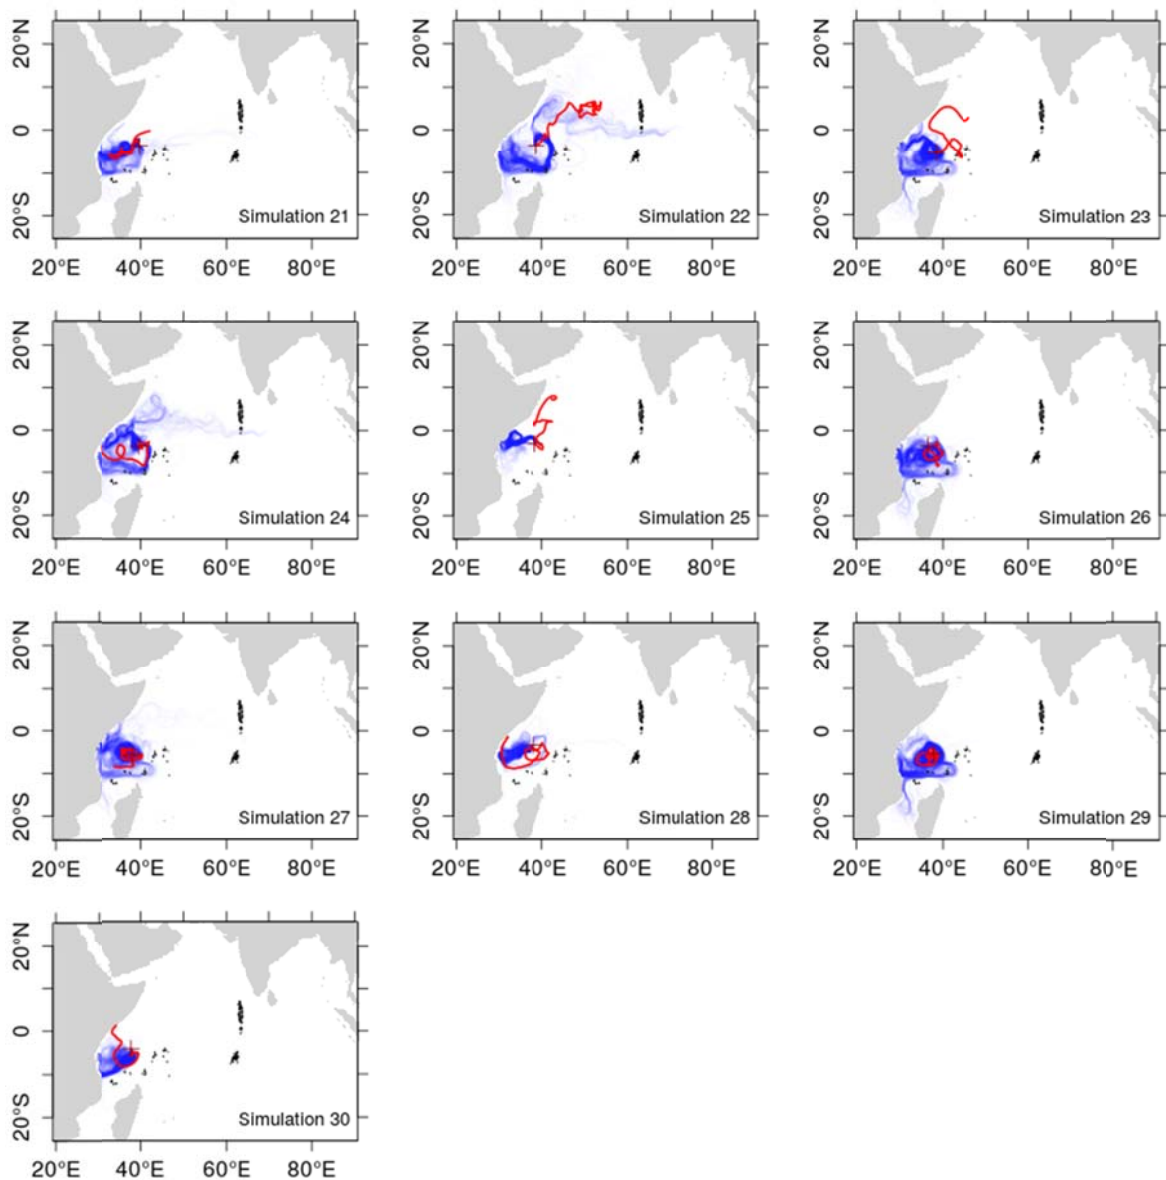 20°N 0 20°S Simulation 21 20°E 40°E 60°E 80°E
20°N 0 20°S Simulation 22 20°E 40°E 60°E 80°E
20°N 0 20°S Simulation 23 20°E 40°E 60°E 80°E
20°N 0 20°S Simulation 24 20°E 40°E 60°E 80°E
20°N 0 20°S Simulation 25 20°E 40°E 60°E 80°E
20°N 0 20°S Simulation 26 20°E 40°E 60°E 80°E
20°N 0 20°S Simulation 27 20°E 40°E 60°E 80°E
20°N 0 20°S Simulation 28 20°E 40°E 60°E 80°E
20°N 0 20°S Simulation 29 20°E 40°E 60°E 80°E
20°N 0 20°S Simulation 30 20°E 40°E 60°E 80°E